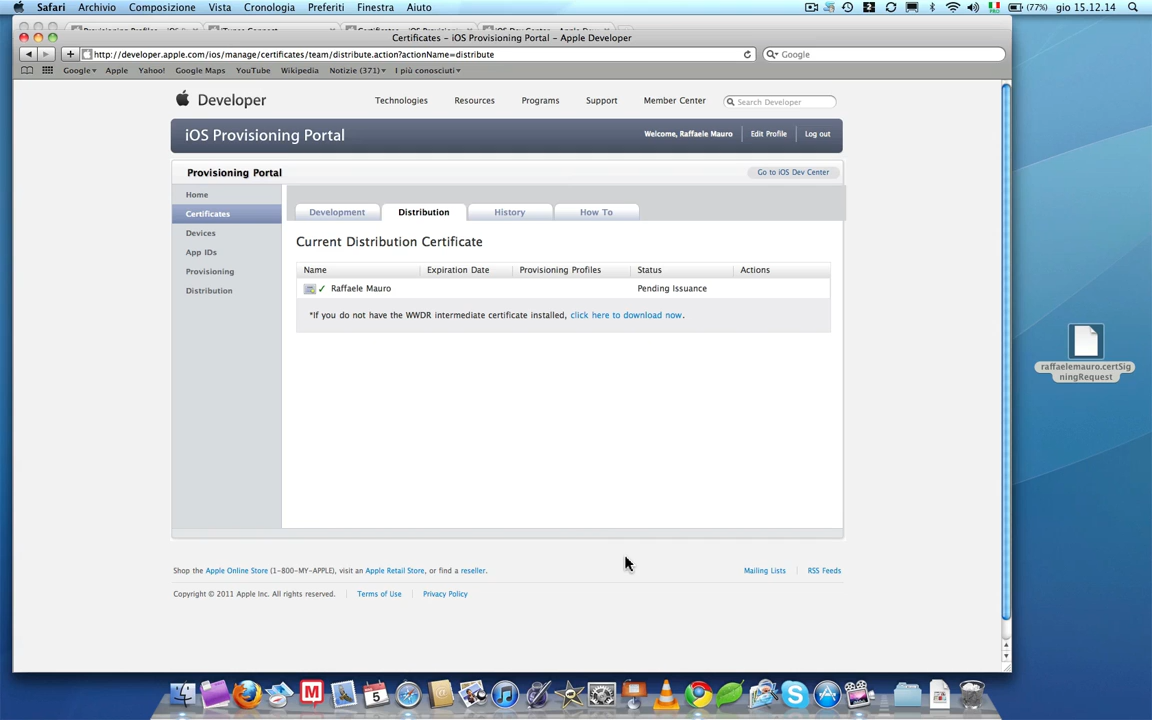 Safari Archivio Composizione Vista Cronologia Preferiti Finestra Aiuto (77%) gio 15.12.14
Certificates – iOS Provisioning Portal – Apple Developer
http://developer.apple.com/ios/manage/certificates/team/distribute.action?actionName=distribute Google
Google Apple Yahoo! Google Maps YouTube Wikipedia Notizie (371) I più conosciuti
Developer Technologies Resources Programs Support Member Center Search Developer
iOS Provisioning Portal Welcome, Raffaele Mauro Edit Profile Log out
Provisioning Portal Go to iOS Dev Center
Home
Certificates
Devices
App IDs
Provisioning
Distribution
Development Distribution History How To
Current Distribution Certificate
Name Expiration Date Provisioning Profiles Status Actions
Raffaele Mauro Pending Issuance
*If you do not have the WWDR intermediate certificate installed, click here to download now.
raffaelemauro.certSig
ningRequest
Shop the Apple Online Store (1-800-MY-APPLE), visit an Apple Retail Store, or find a reseller. Mailing Lists RSS Feeds
Copyright © 2011 Apple Inc. All rights reserved. Terms of Use Privacy Policy